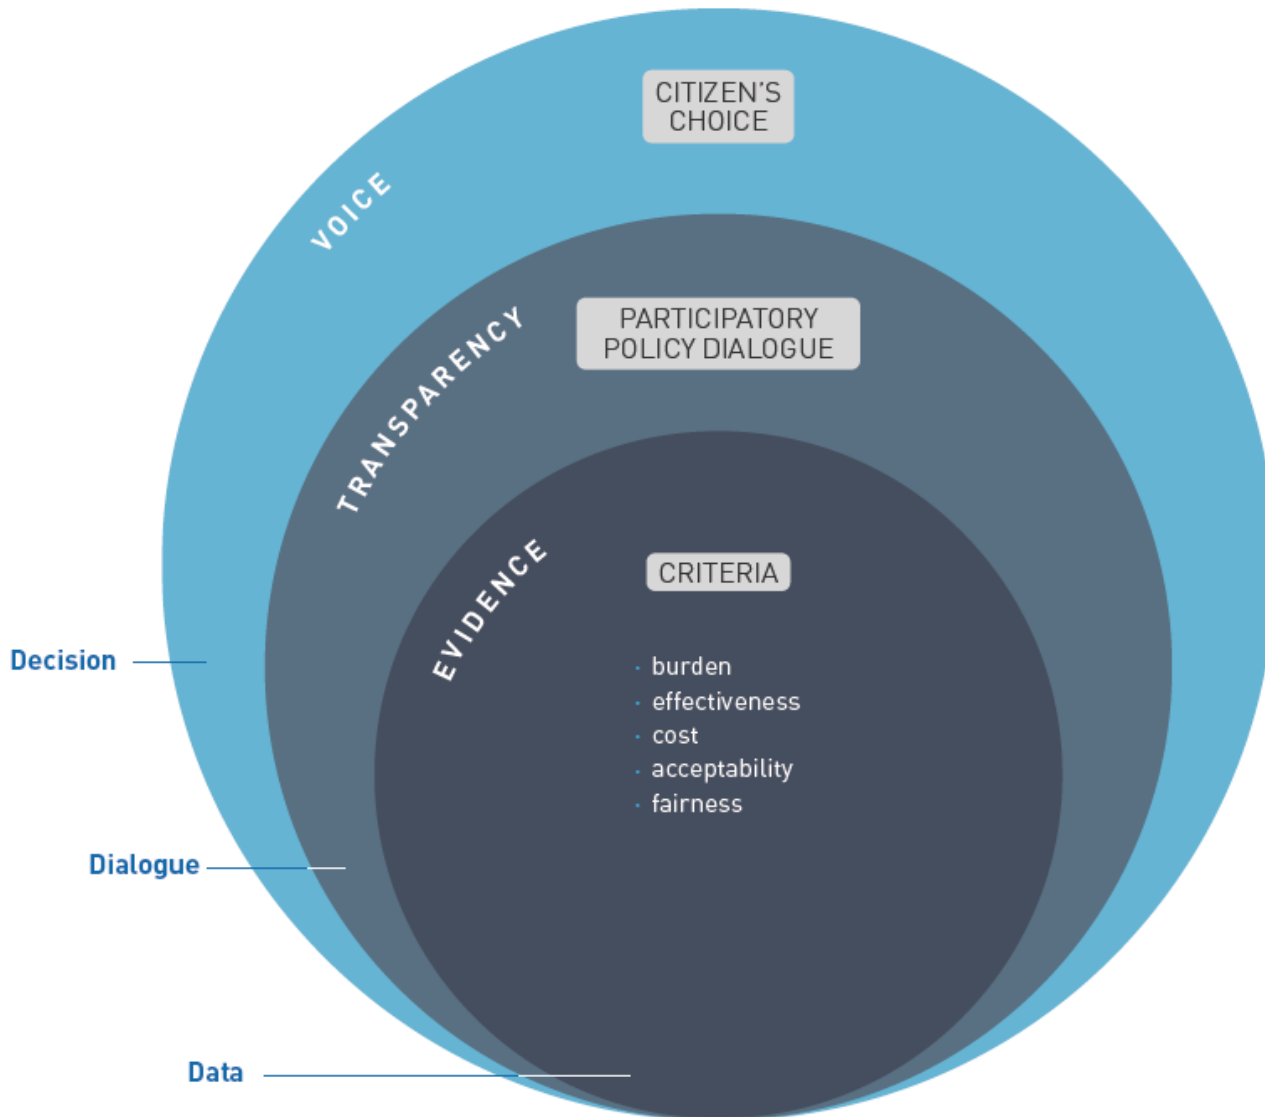 CITIZEN'S
CHOICE
VOICE
PARTICIPATORY
POLICY DIALOGUE
TRANSPARENCY
CRITERIA
EVIDENCE
· burden
· effectiveness
· cost
· acceptability
· fairness
Decision
Dialogue
Data